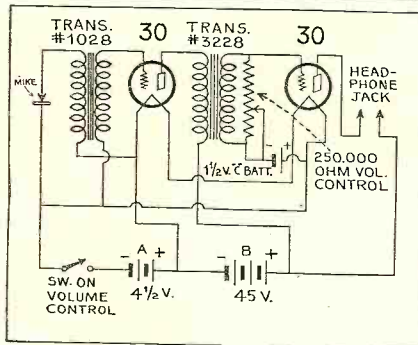 TRANS.
#1028
30
TRANS.
#3228
30
MIKE
HEAD-
PHONE
JACK
- +
1½V."C" BATT.
250.000
OHM VOL.
CONTROL
- A +
- B +
SW. ON
VOLUME
CONTROL
4½ V.
45 V.